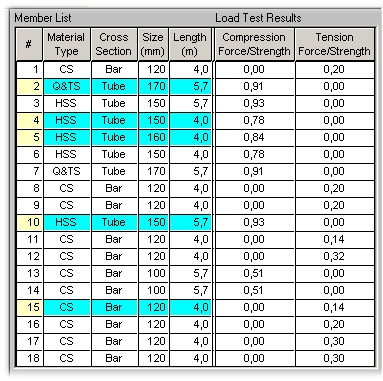 Member List Load Test Results
# Material Type Cross Section Size (mm) Length (m) Compression Force/Strength Tension Force/Strength
1 CS Bar 120 4,0 0,00 0,20
2 Q&TS Tube 170 5,7 0,91 0,00
3 HSS Tube 150 5,7 0,93 0,00
4 HSS Tube 150 4,0 0,78 0,00
5 HSS Tube 160 4,0 0,84 0,00
6 HSS Tube 150 4,0 0,78 0,00
7 Q&TS Tube 170 5,7 0,91 0,00
8 CS Bar 120 4,0 0,00 0,20
9 CS Bar 120 4,0 0,00 0,20
10 HSS Tube 150 5,7 0,93 0,00
11 CS Bar 120 4,0 0,00 0,14
12 CS Bar 120 4,0 0,00 0,32
13 CS Bar 100 5,7 0,51 0,00
14 CS Bar 100 5,7 0,51 0,00
15 CS Bar 120 4,0 0,00 0,14
16 CS Bar 120 4,0 0,00 0,20
17 CS Bar 120 4,0 0,00 0,30
18 CS Bar 120 4,0 0,00 0,30